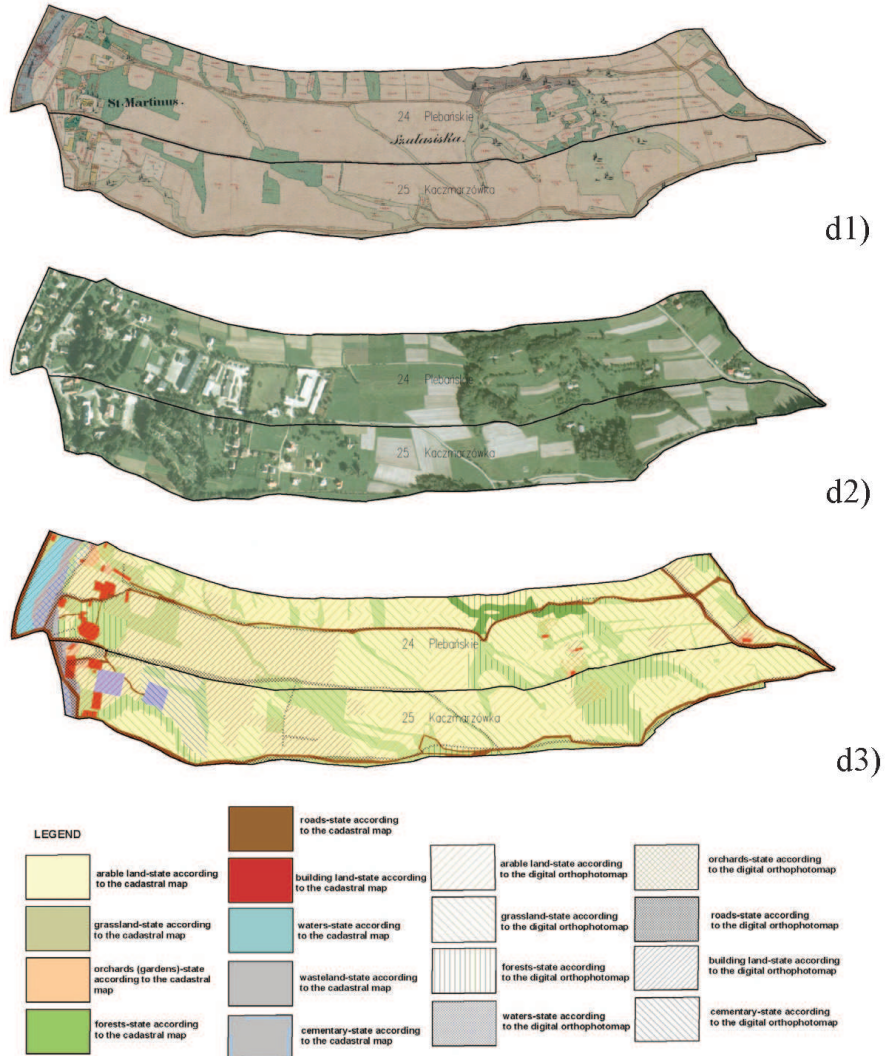 St. Martinus.
24 Plebańskie
Szalasiska.
25 Kaczmarzówka
d1)
24 Plebańskie
25 Kaczmarzówka
d2)
24 Plebańskie
25 Kaczmarzówka
d3)
LEGEND
arable land-state according
to the cadastral map
grassland-state according
to the cadastral map
orchards (gardens)-state
according to the cadastral
map
forests-state according
to the cadastral map
roads-state according
to the cadastral map
building land-state according
to the cadastral map
waters-state according
to the cadastral map
wasteland-state according
to the cadastral map
cementary-state according
to the cadastral map
arable land-state according
to the digital orthophotomap
grassland-state according
to the digital orthophotomap
forests-state according
to the digital orthophotomap
waters-state according
to the digital orthophotomap
orchards-state according
to the digital orthophotomap
roads-state according
to the digital orthophotomap
building land-state according
to the digital orthophotomap
cementary-state according
to the digital orthophotomap